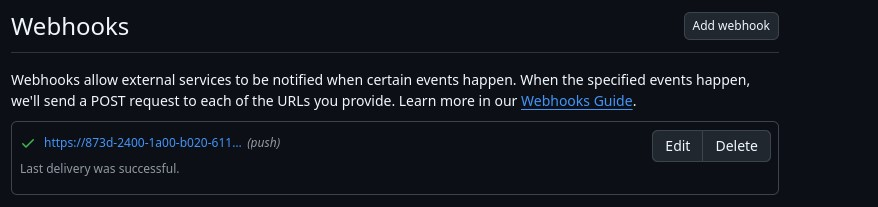 Webhooks
Add webhook
Webhooks allow external services to be notified when certain events happen. When the specified events happen,
we'll send a POST request to each of the URLs you provide. Learn more in our Webhooks Guide.
https://873d-2400-1a00-b020-611... (push)
Edit
Delete
Last delivery was successful.